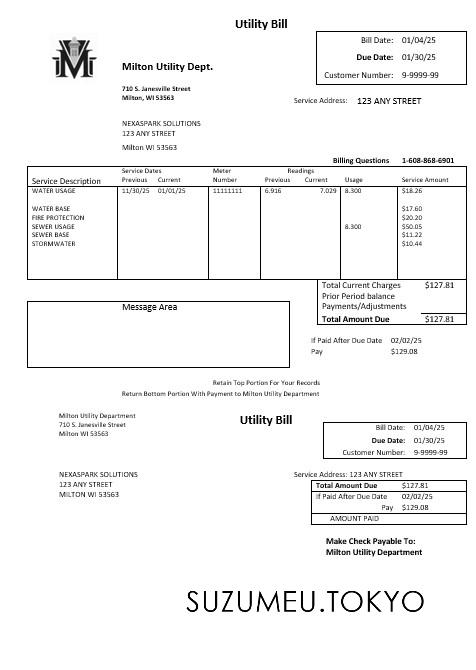 Utility Bill
Bill Date: 01/04/25
Due Date: 01/30/25
Customer Number: 9-9999-99
M
Milton Utility Dept.
710 S. Janesville Street
Milton, WI 53563
Service Address: 123 ANY STREET
NEXASPARK SOLUTIONS
123 ANY STREET
Milton WI 53563
Billing Questions 1-608-868-6901
Service Dates Meter Readings
Service Description Previous Current Number Previous Current Usage Service Amount
WATER USAGE 11/30/25 01/01/25 11111111 6.916 7.029 8.300 $18.26
WATER BASE $17.60
FIRE PROTECTION $20.20
SEWER USAGE 8.300 $50.05
SEWER BASE $11.22
STORMWATER $10.44
Total Current Charges $127.81
Prior Period balance
Payments/Adjustments
Total Amount Due $127.81
Message Area
If Paid After Due Date 02/02/25
Pay $129.08
Retain Top Portion For Your Records
Return Bottom Portion With Payment to Milton Utility Department
Milton Utility Department
710 S. Janesville Street
Milton WI 53563
Utility Bill
Bill Date: 01/04/25
Due Date: 01/30/25
Customer Number: 9-9999-99
NEXASPARK SOLUTIONS
123 ANY STREET
MILTON WI 53563
Service Address: 123 ANY STREET
Total Amount Due $127.81
If Paid After Due Date 02/02/25
Pay $129.08
AMOUNT PAID
Make Check Payable To:
Milton Utility Department
SUZUMEU.TOKYO